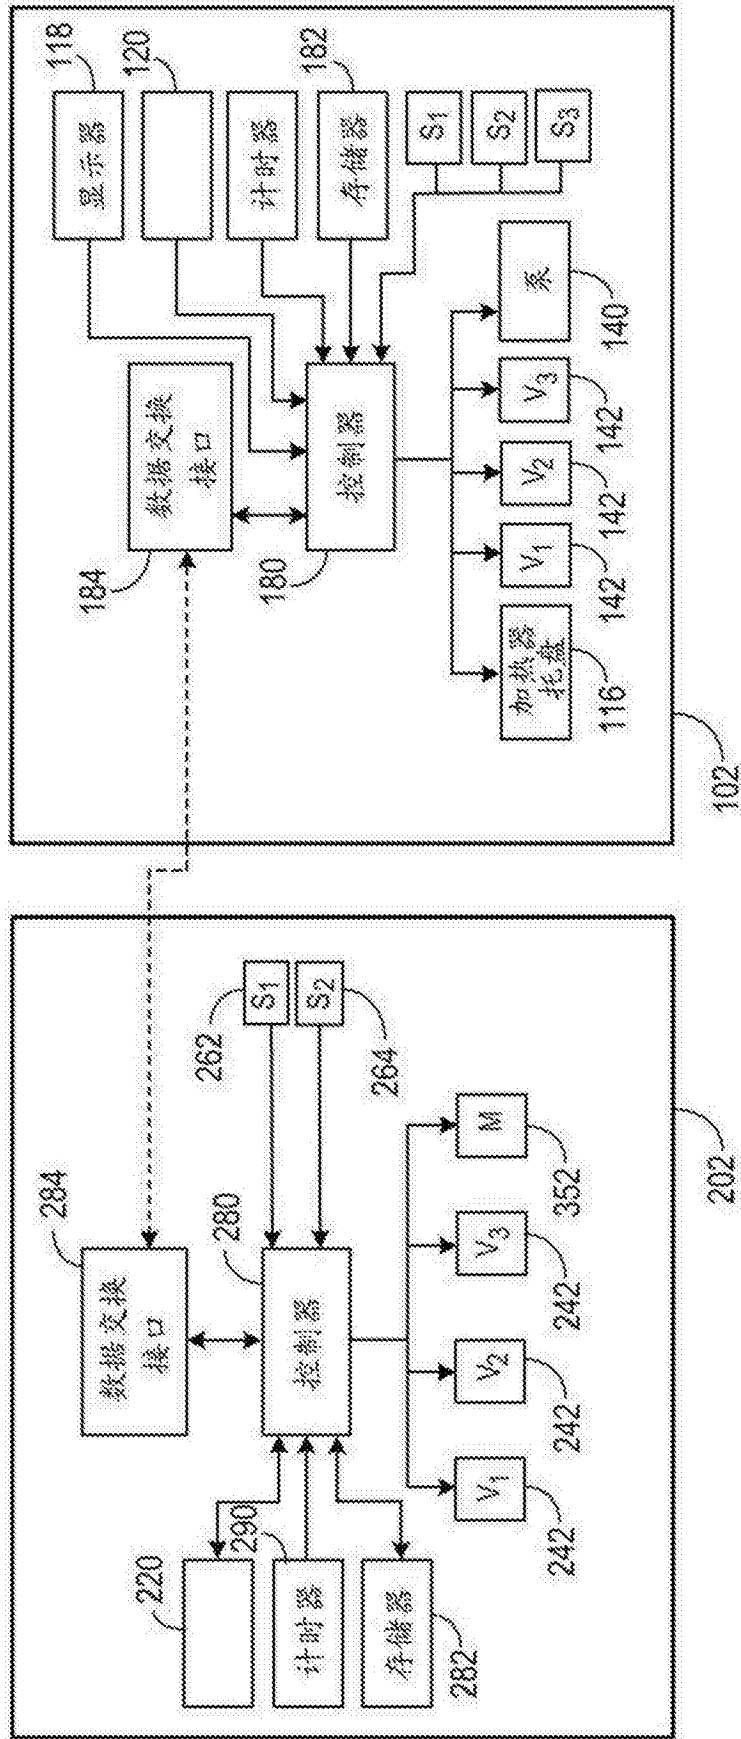 284
数据交换
接口
220
280
262
S1
290
计时器
控制器
S2
264
存储器
282
V1
V2
V3
M
242
242
242
352
202
118
显示器
120
184
数据交换
接口
计时器
存储器
182
180
控制器
S1
S2
S3
加热器
托盘
V1
V2
V3
泵
116
142
142
142
140
102